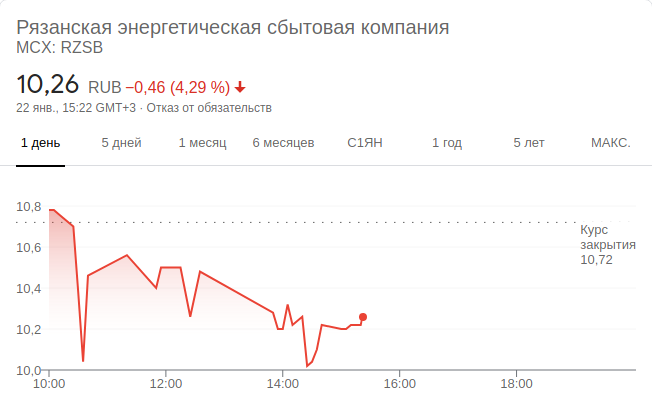 Рязанская энергетическая сбытовая компания
MCX: RZSB
10,26 RUB −0,46 (4,29 %)
22 янв., 15:22 GMT+3 · Отказ от обязательств
1 день 5 дней 1 месяц 6 месяцев С1ЯН 1 год 5 лет МАКС.
10,8
Курс
закрытия
10,72
10,6
10,4
10,2
10,0
10:00 12:00 14:00 16:00 18:00